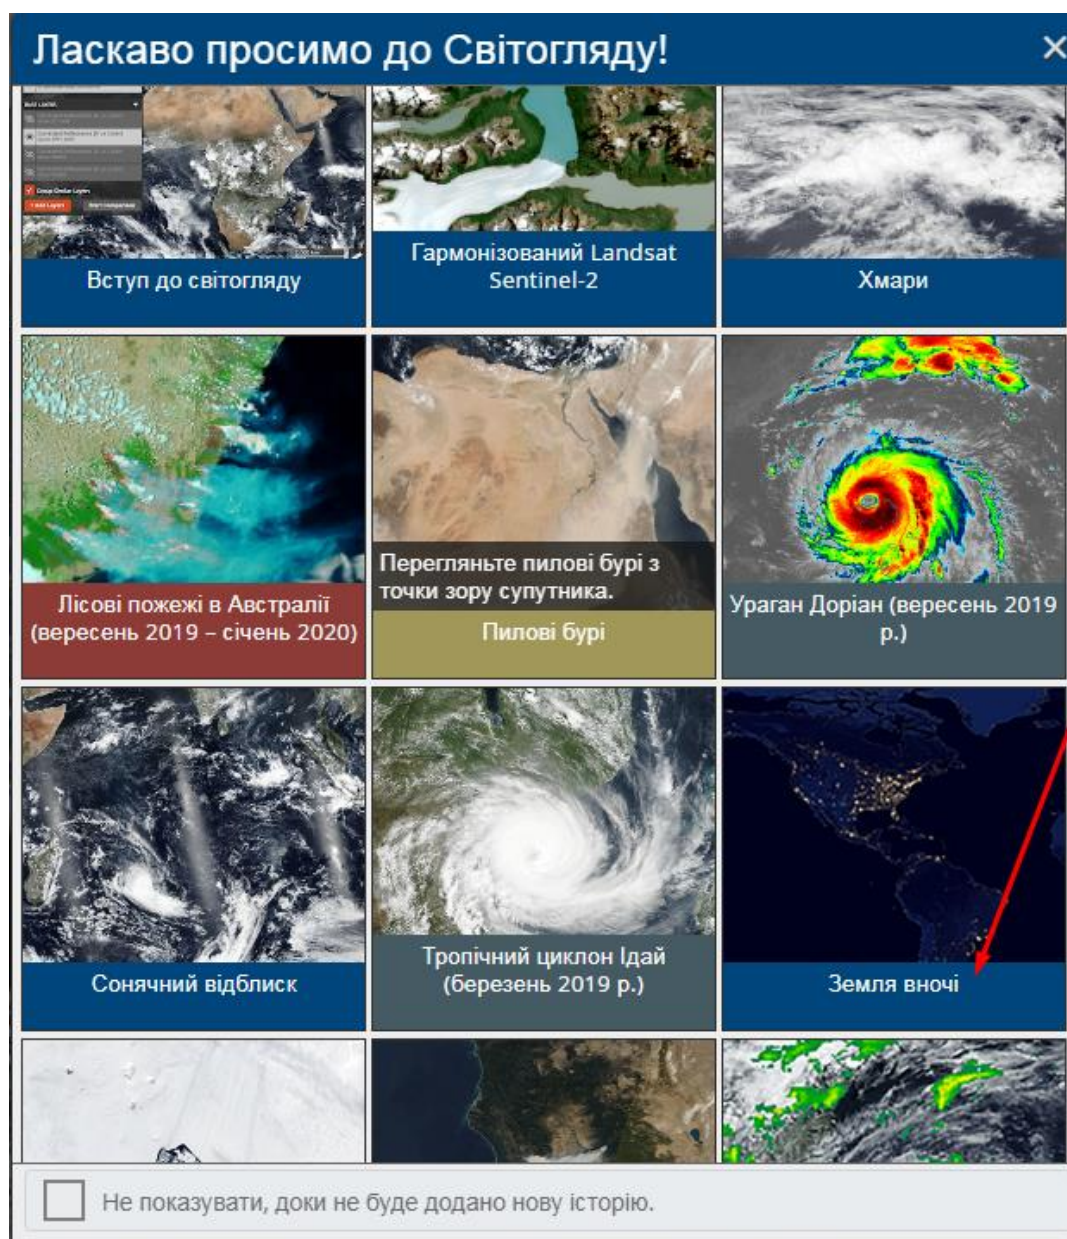 Ласкаво просимо до Світогляду!
Вступ до світогляду
Гармонізований Landsat
Sentinel-2
Хмари
Лісові пожежі в Австралії
(вересень 2019 – січень 2020)
Перегляньте пилові бурі з
точки зору супутника.
Пилові бурі
Ураган Доріан (вересень 2019
р.)
Сонячний відблиск
Тропічний циклон Ідай
(березень 2019 р.)
Земля вночі
Не показувати, доки не буде додано нову історію.